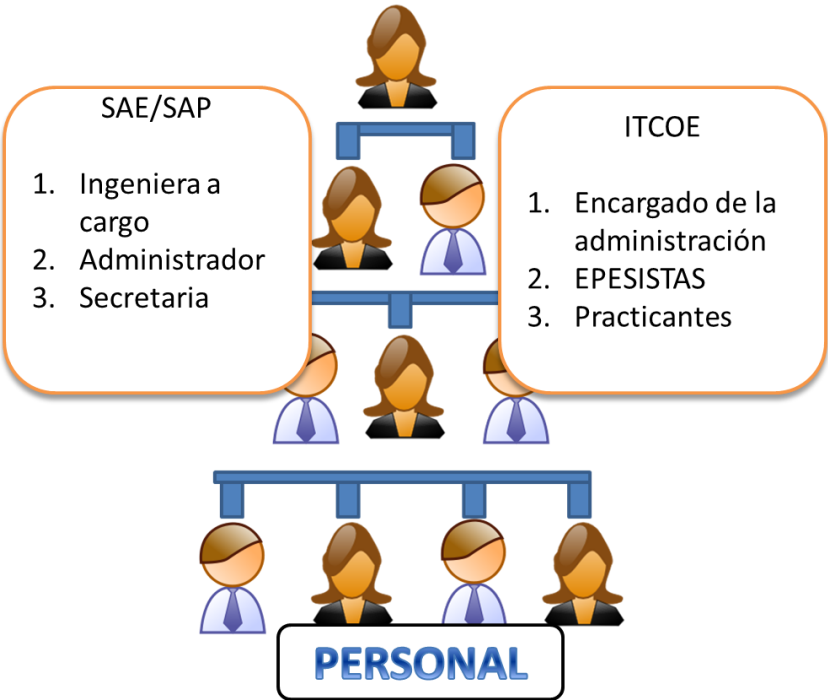 SAE/SAP
1. Ingeniera a
cargo
2. Administrador
3. Secretaria
ITCOE
1. Encargado de la
administración
2. EPESISTAS
3. Practicantes
PERSONAL